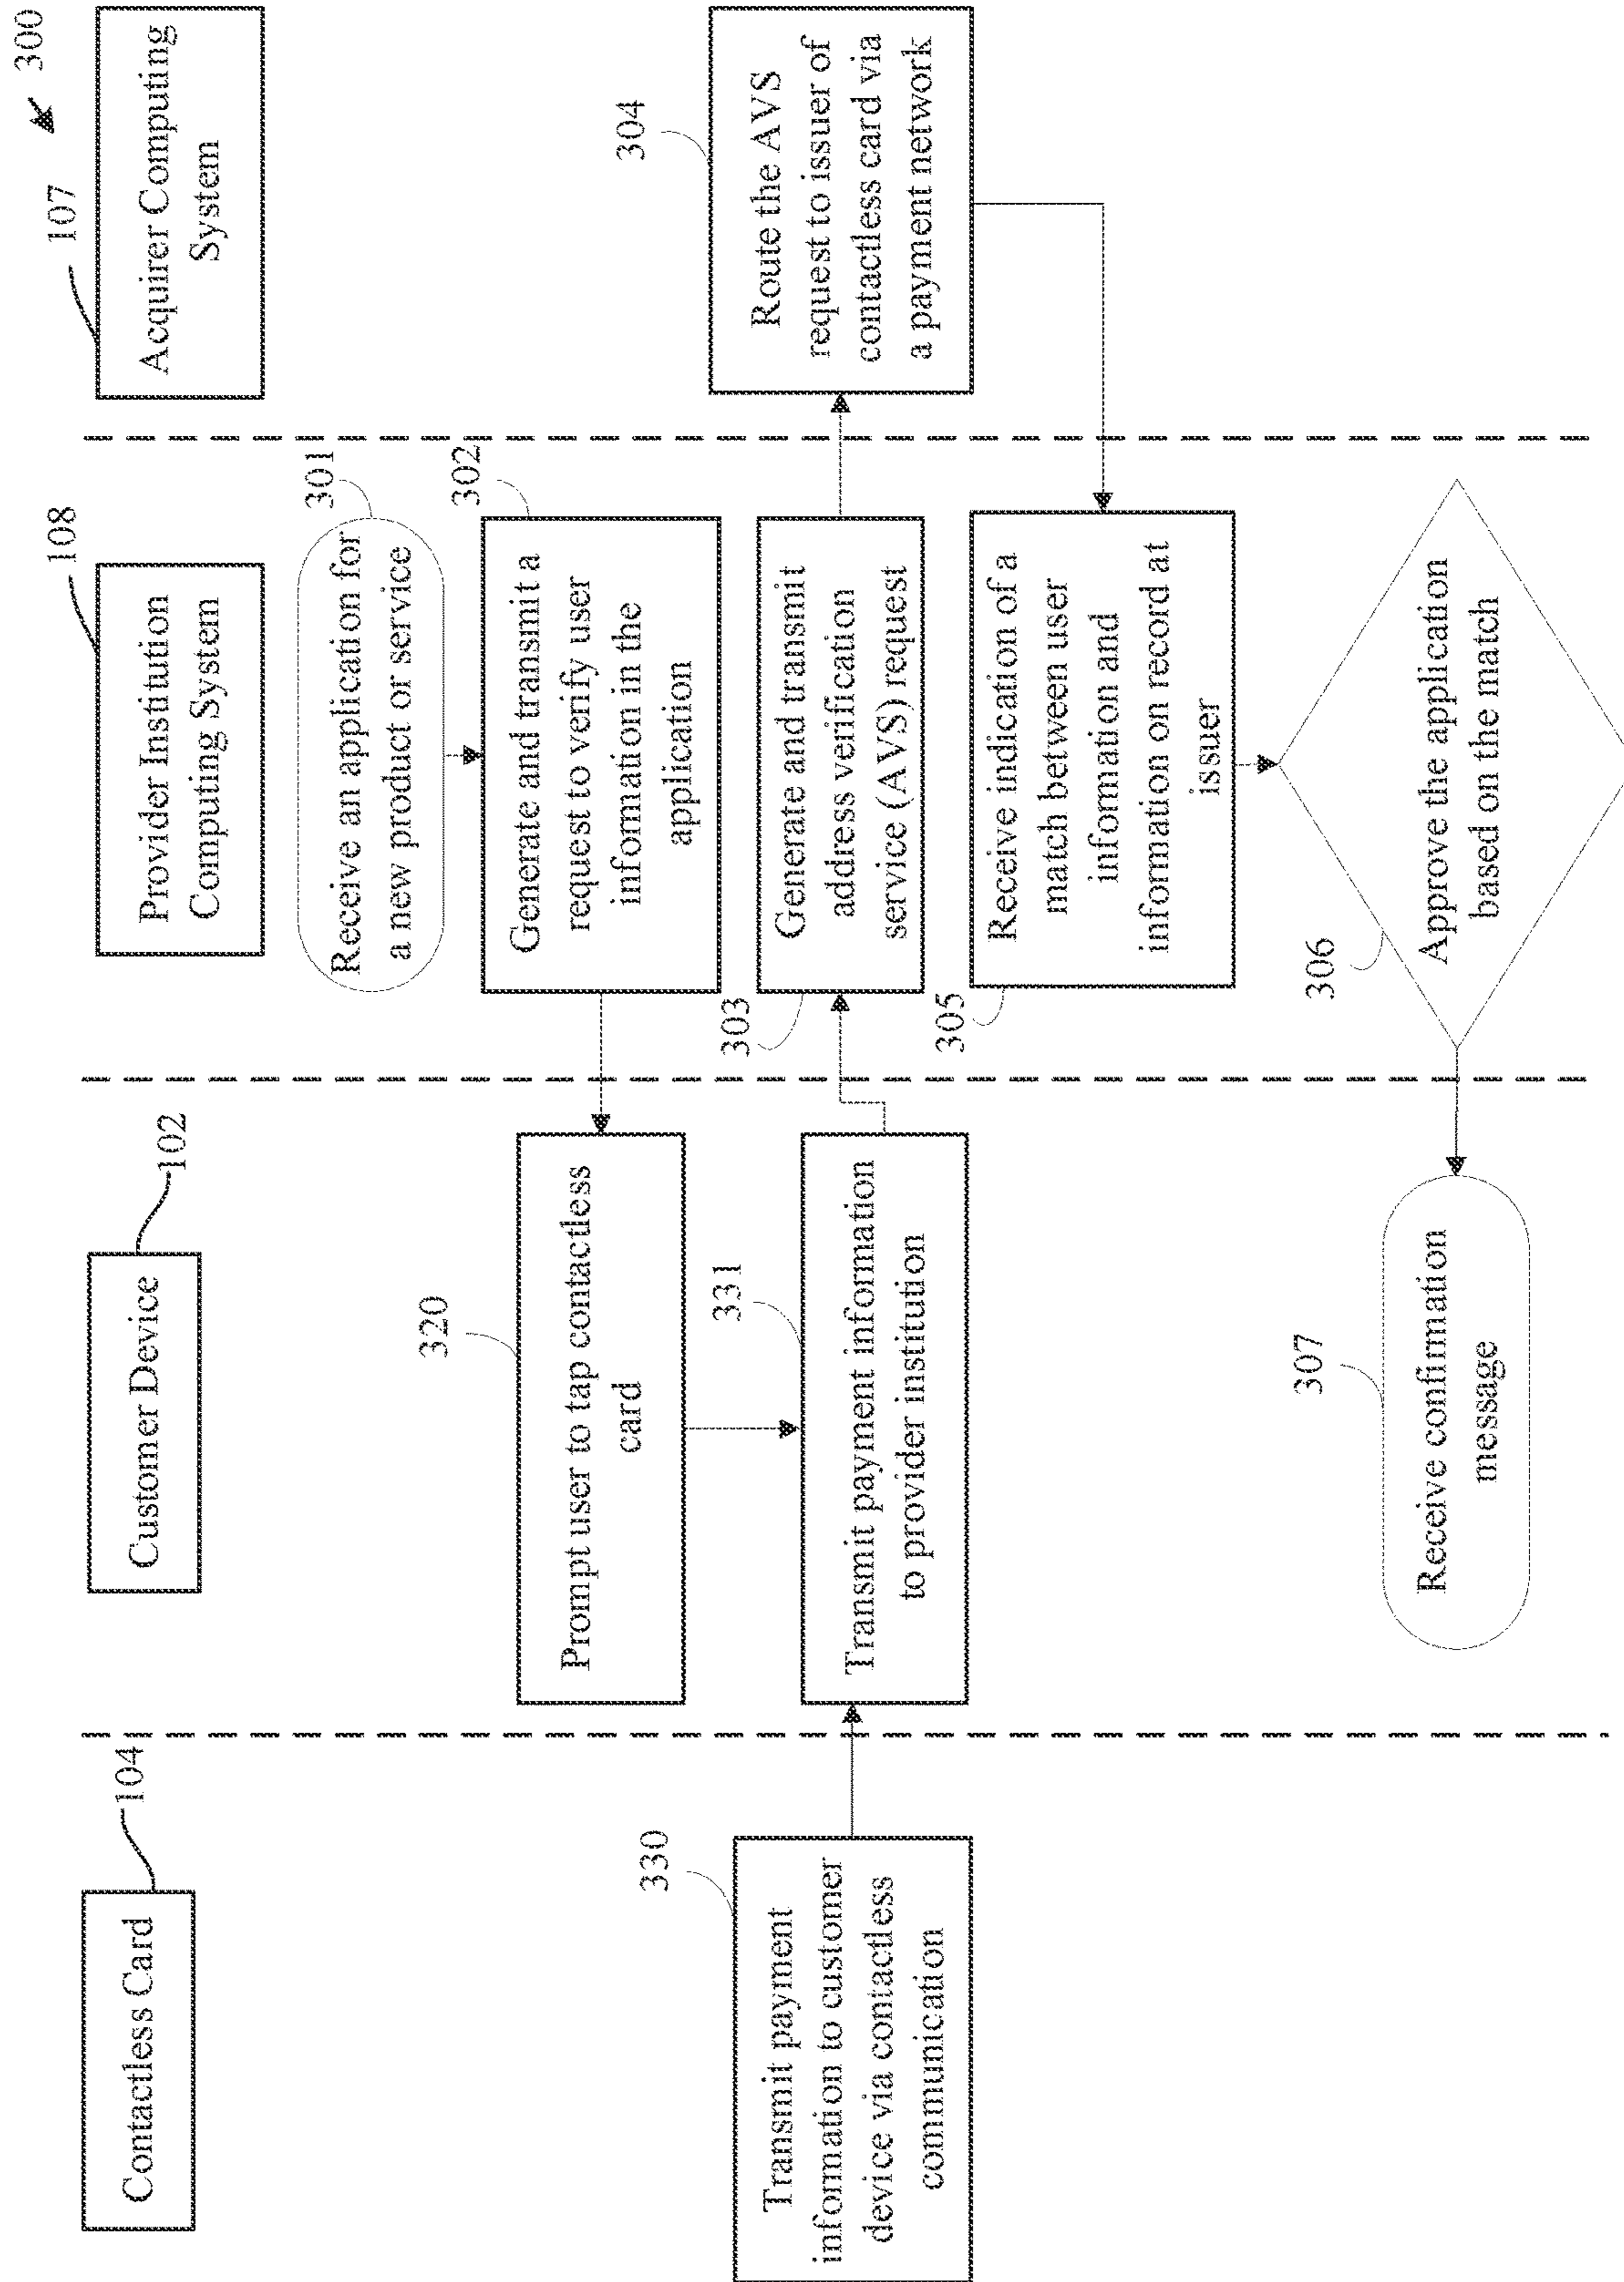 300
104
Contactless Card
102
Customer Device
108
Provider Institution
Computing System
107
Acquirer Computing
System
301
Receive an application for
a new product or service
302
Generate and transmit a
request to verify user
information in the
application
320
Prompt user to tap contactless
card
330
Transmit payment
information to customer
device via contactless
communication
331
Transmit payment information
to provider institution
303
Generate and transmit
address verification
service (AVS) request
304
Route the AVS
request to issuer of
contactless card via
a payment network
305
Receive indication of a
match between user
information and
information on record at
issuer
306
Approve the application
based on the match
307
Receive confirmation
message